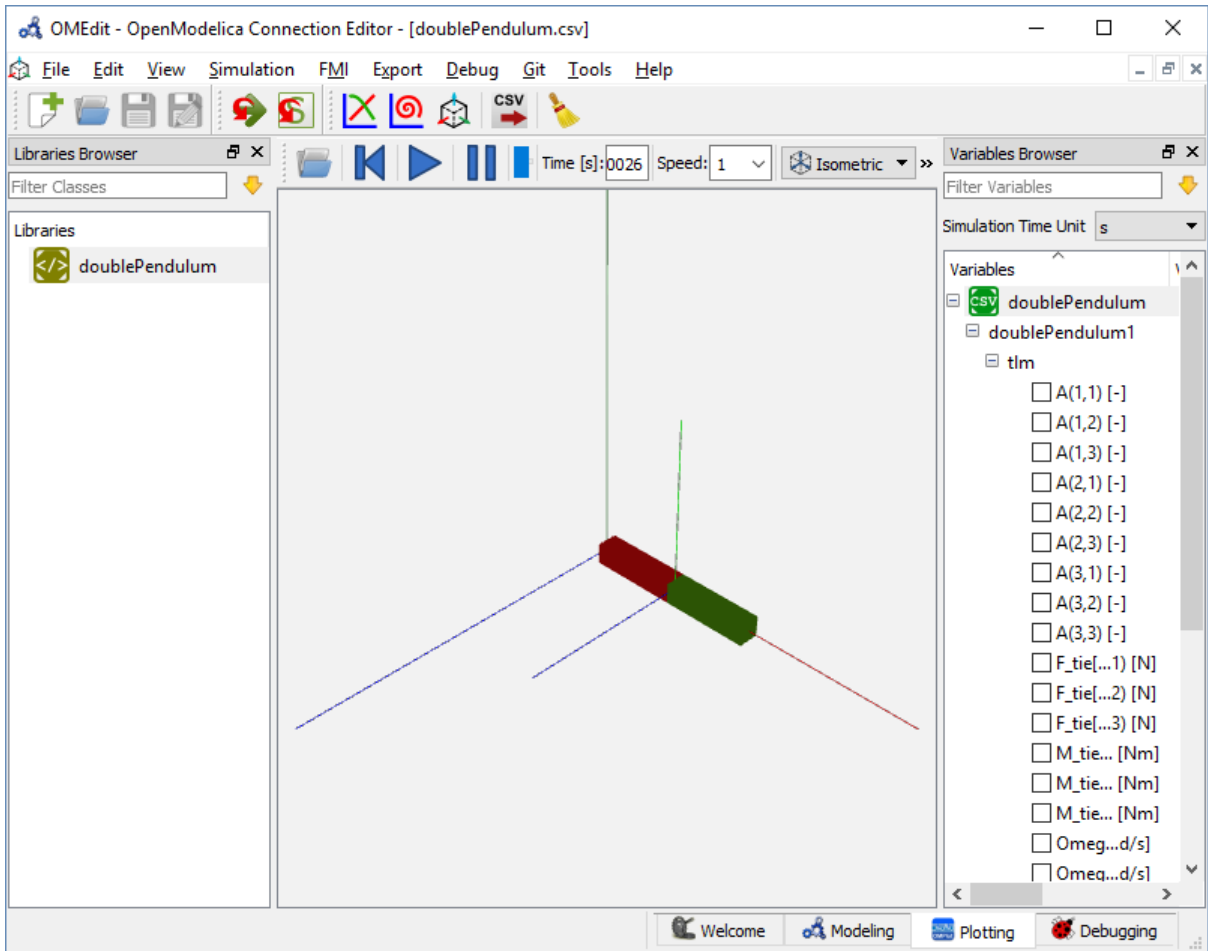 OMEdit - OpenModelica Connection Editor - [doublePendulum.csv]
File Edit View Simulation FMI Export Debug Git Tools Help
CSV
Libraries Browser
Filter Classes
Libraries
</> doublePendulum
Time [s]: 0026 Speed: 1 Isometric »
Variables Browser
Filter Variables
Simulation Time Unit s
Variables
csv doublePendulum
doublePendulum1
tlm
A(1,1) [-]
A(1,2) [-]
A(1,3) [-]
A(2,1) [-]
A(2,2) [-]
A(2,3) [-]
A(3,1) [-]
A(3,2) [-]
A(3,3) [-]
F_tie[...1) [N]
F_tie[...2) [N]
F_tie[...3) [N]
M_tie... [Nm]
M_tie... [Nm]
M_tie... [Nm]
Omeg...d/s]
Omeg...d/s]
Welcome Modeling Plotting Debugging